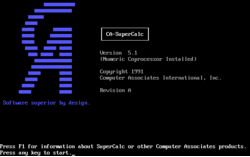 CA-SuperCalc
Version 5.1
(Numeric Coprocessor Installed)
Copyright 1991
Computer Associates International, Inc.
Revision A
Software superior by design.
Press F1 for information about SuperCalc or other Computer Associates products.
Press any key to start.